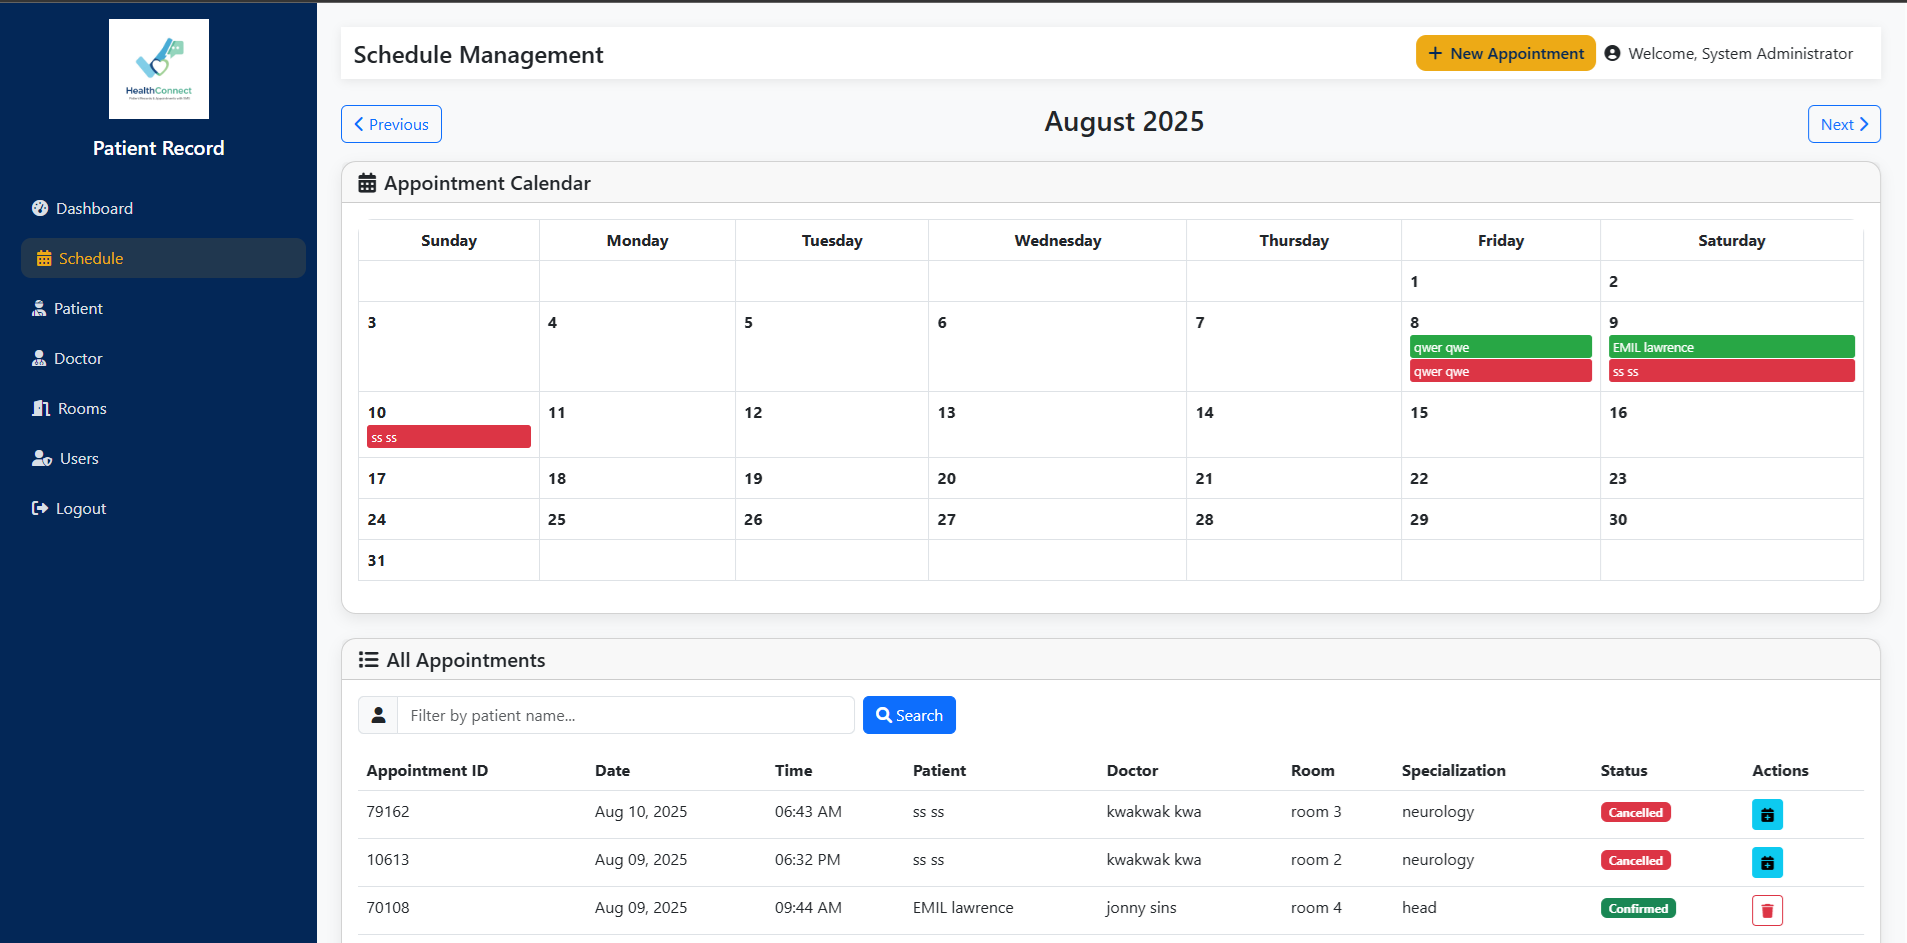 HealthConnect
Patient Record
Dashboard
Schedule
Patient
Doctor
Rooms
Users
Logout
Schedule Management
New Appointment
Welcome, System Administrator
Previous
August 2025
Next
Appointment Calendar
Sunday Monday Tuesday Wednesday Thursday Friday Saturday
1 2
3 4 5 6 7 8 9
qwer qwe EMIL lawrence
qwer qwe ss ss
10 11 12 13 14 15 16
ss ss
17 18 19 20 21 22 23
24 25 26 27 28 29 30
31
All Appointments
Filter by patient name... Search
Appointment ID Date Time Patient Doctor Room Specialization Status Actions
79162 Aug 10, 2025 06:43 AM ss ss kwakwak kwa room 3 neurology Cancelled
10613 Aug 09, 2025 06:32 PM ss ss kwakwak kwa room 2 neurology Cancelled
70108 Aug 09, 2025 09:44 AM EMIL lawrence jonny sins room 4 head Confirmed